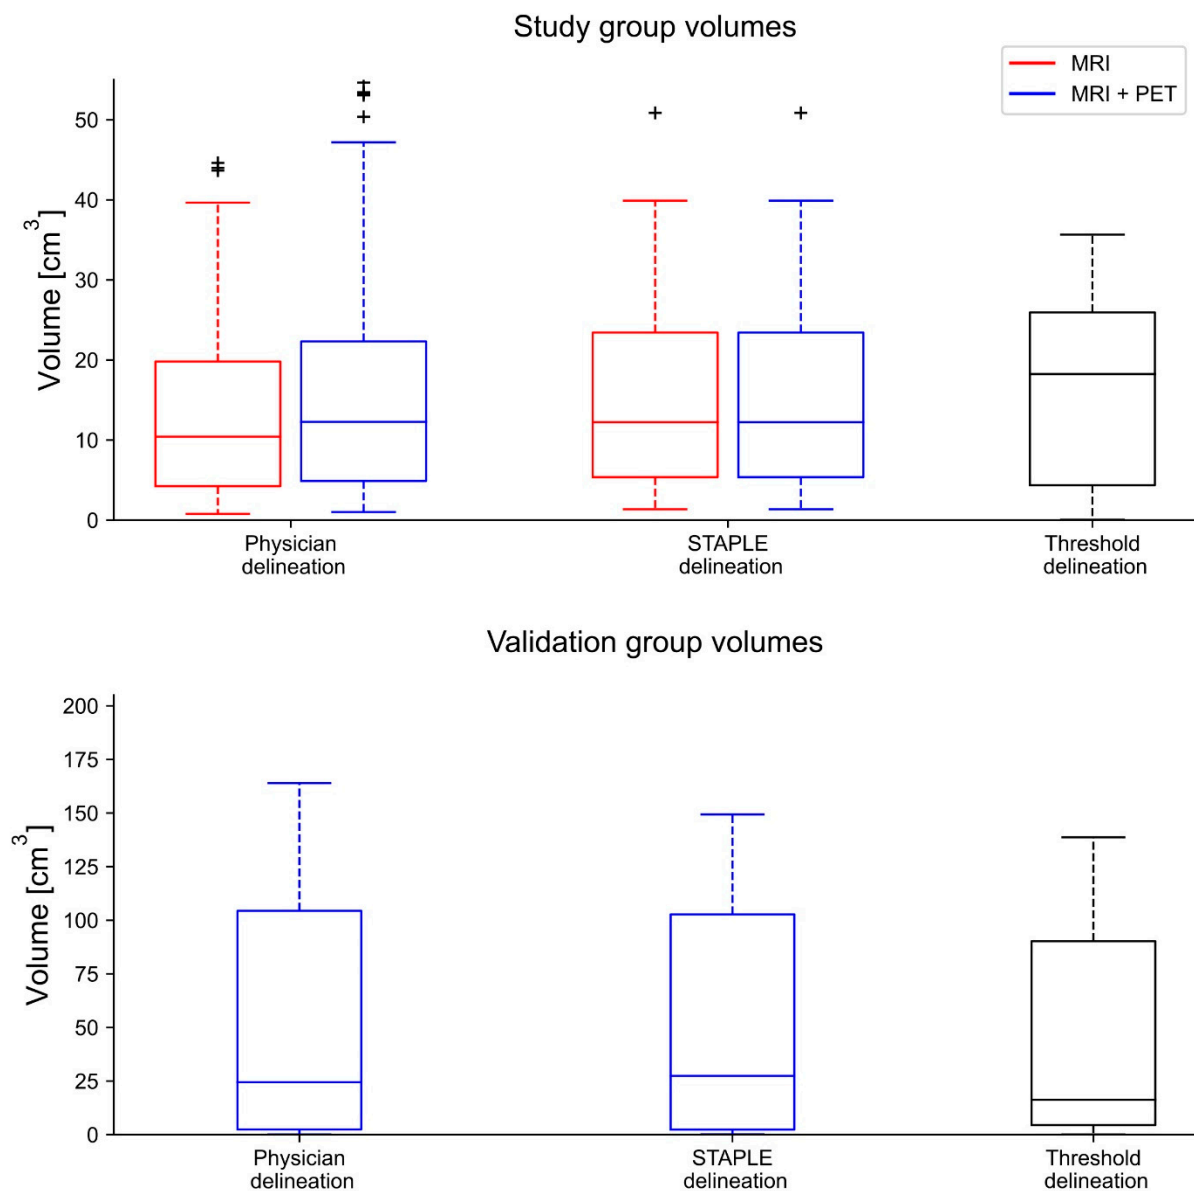 Study group volumes
MRI
MRI + PET
Volume [cm³]
50
40
30
20
10
0
Physician
delineation
STAPLE
delineation
Threshold
delineation
Validation group volumes
Volume [cm³]
200
175
150
125
100
75
50
25
0
Physician
delineation
STAPLE
delineation
Threshold
delineation